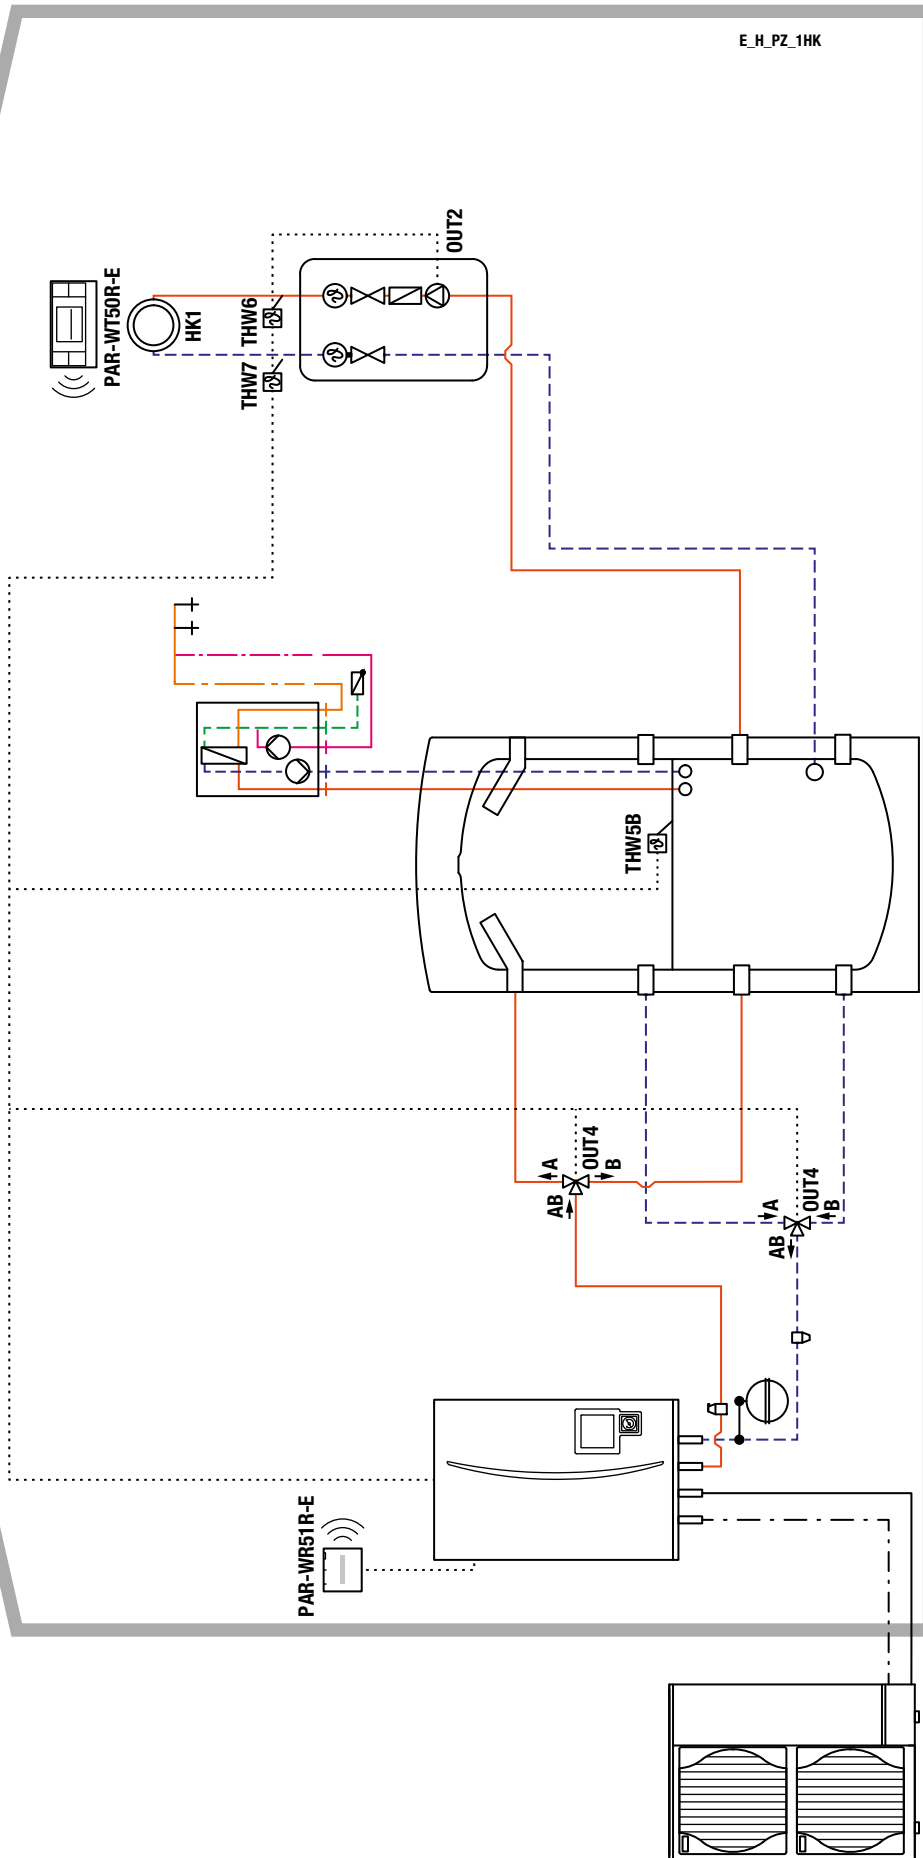 E_H_PZ_1HK
OUT2
PAR-WT50R-E
HK1
THW6
THW7
THW5B
A
OUT4
B
AB
A
OUT4
B
AB
PAR-WR51R-E